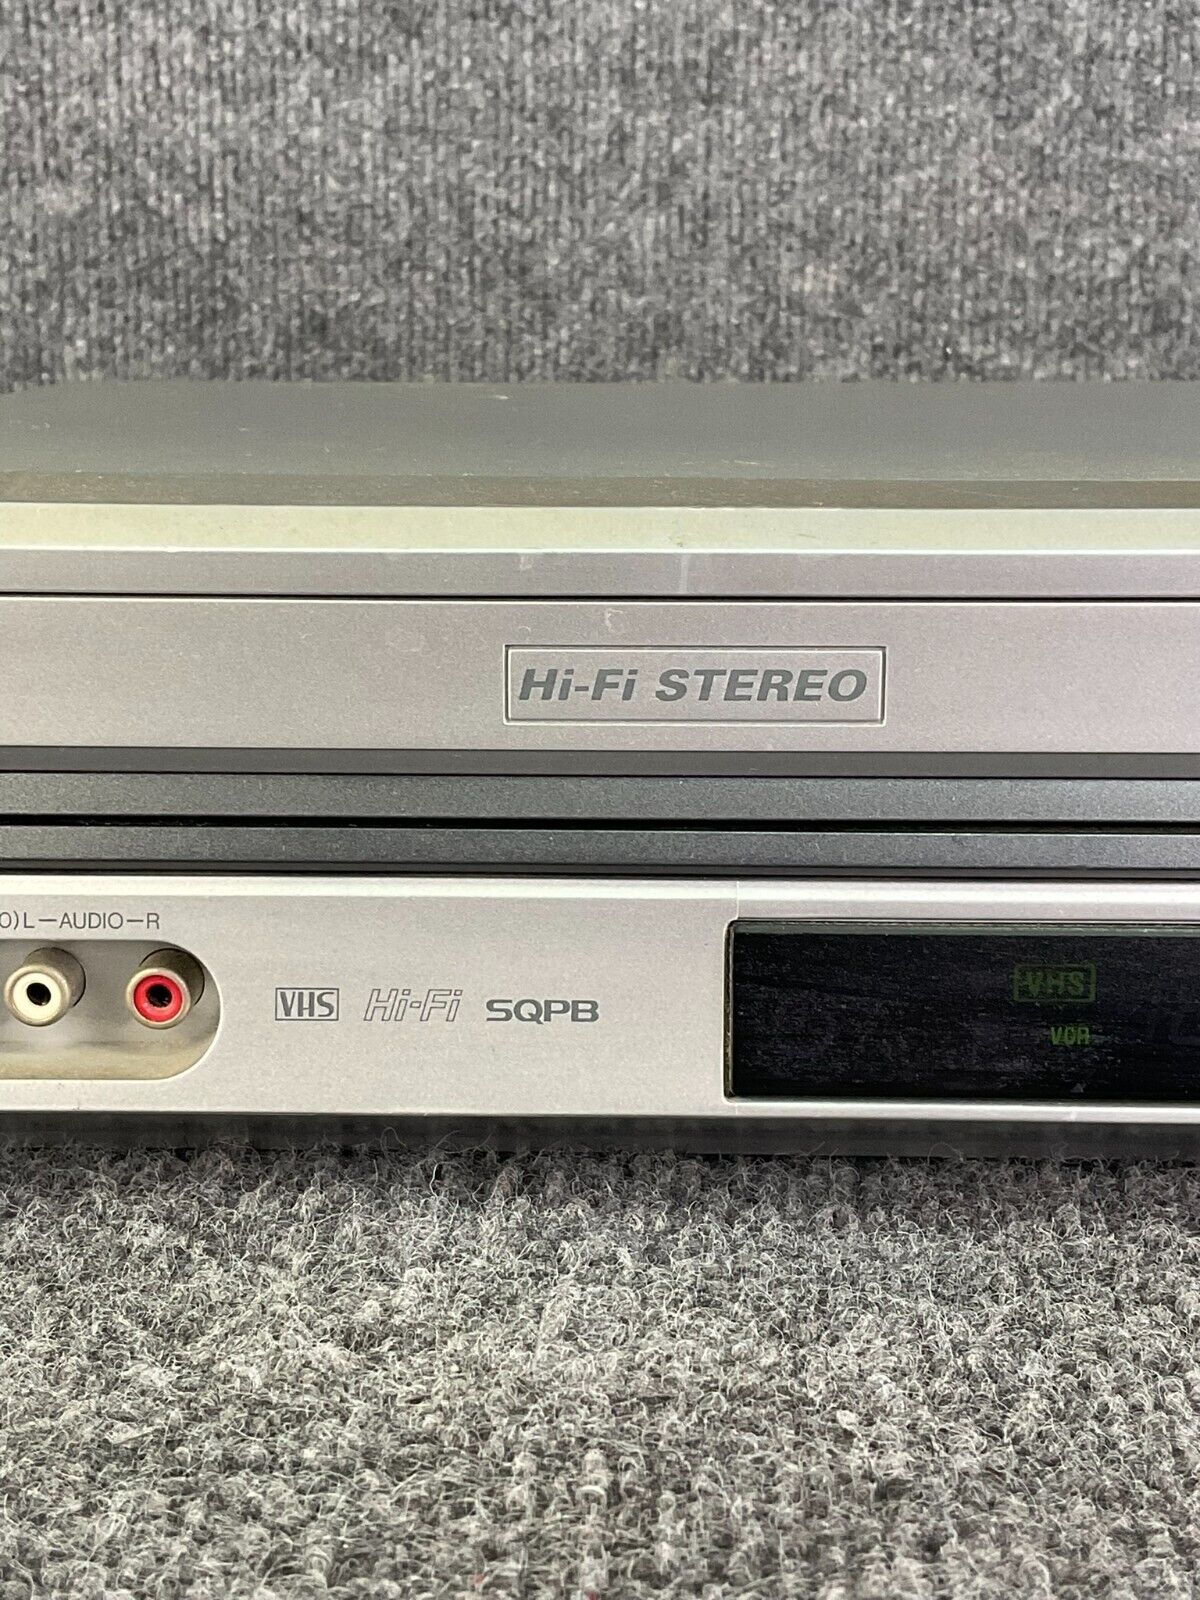 Hi-Fi STEREO
O)L-AUDIO-R
VHS Hi-Fi SQPB
VHS
VCR